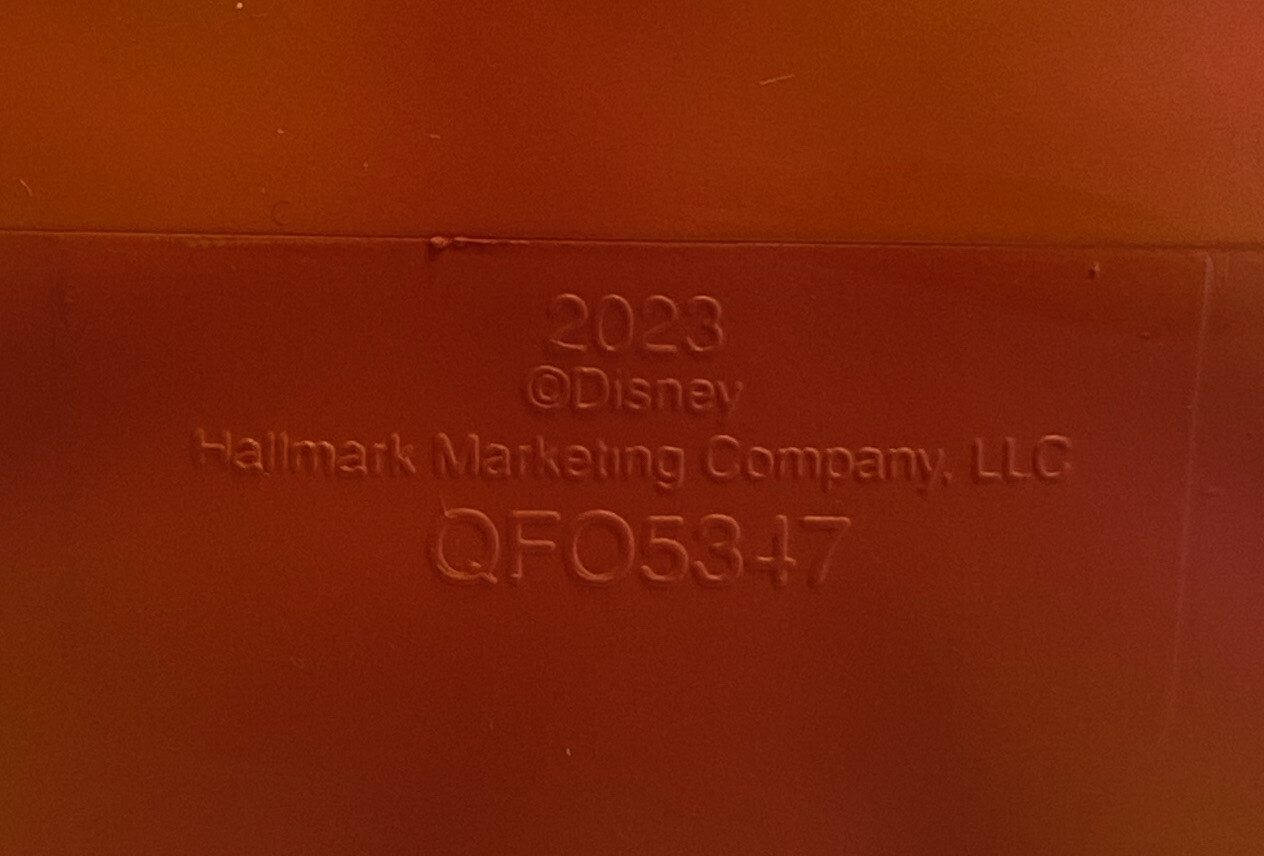 2023
©Disney
Hallmark Marketing Company, LLC
QFO5347